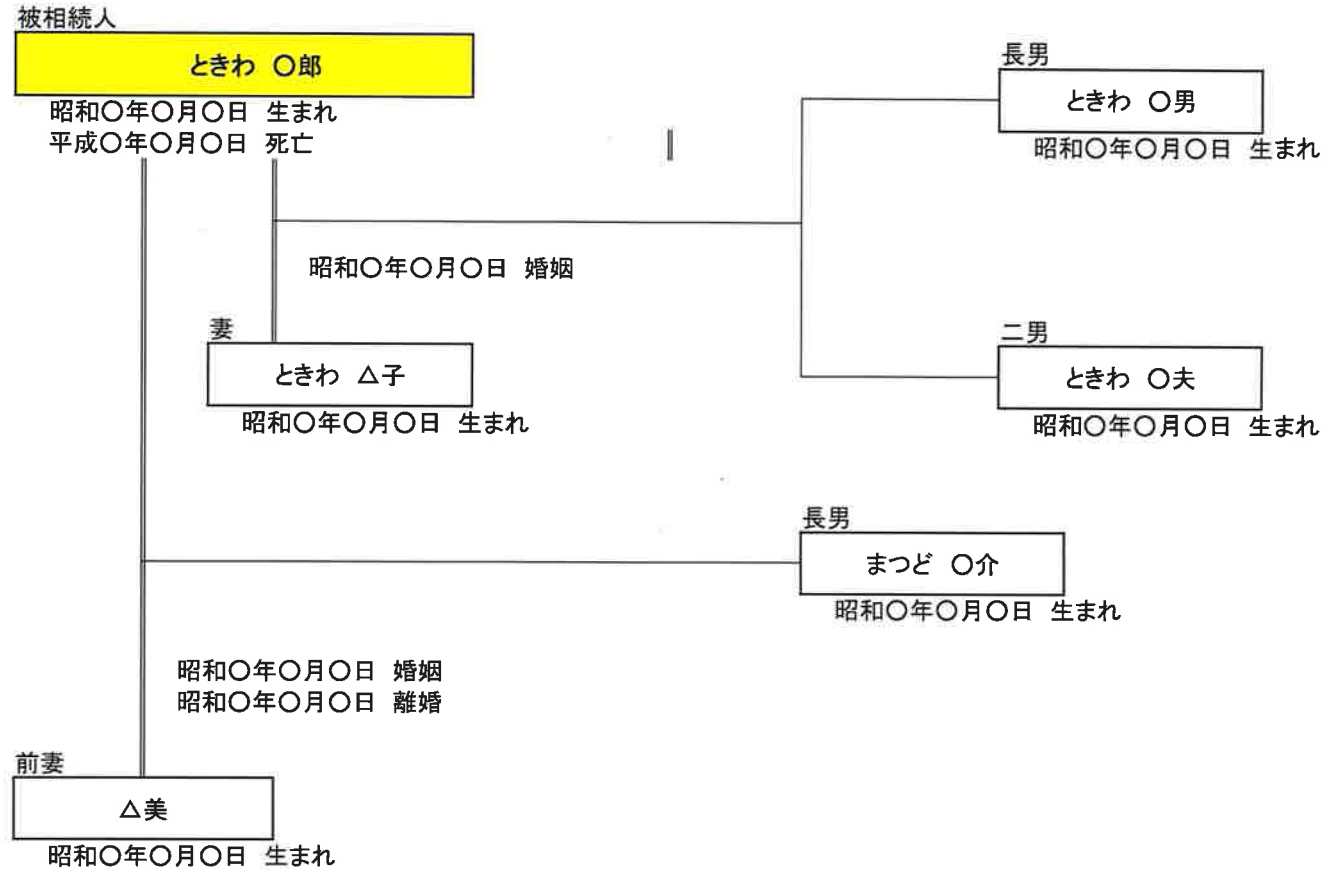 被相続人
ときわ ○郎
昭和○年○月○日 生まれ
平成○年○月○日 死亡
長男
ときわ ○男
昭和○年○月○日 生まれ
昭和○年○月○日 婚姻
妻
ときわ △子
昭和○年○月○日 生まれ
二男
ときわ ○夫
昭和○年○月○日 生まれ
長男
まつど ○介
昭和○年○月○日 生まれ
昭和○年○月○日 婚姻
昭和○年○月○日 離婚
前妻
△美
昭和○年○月○日 生まれ